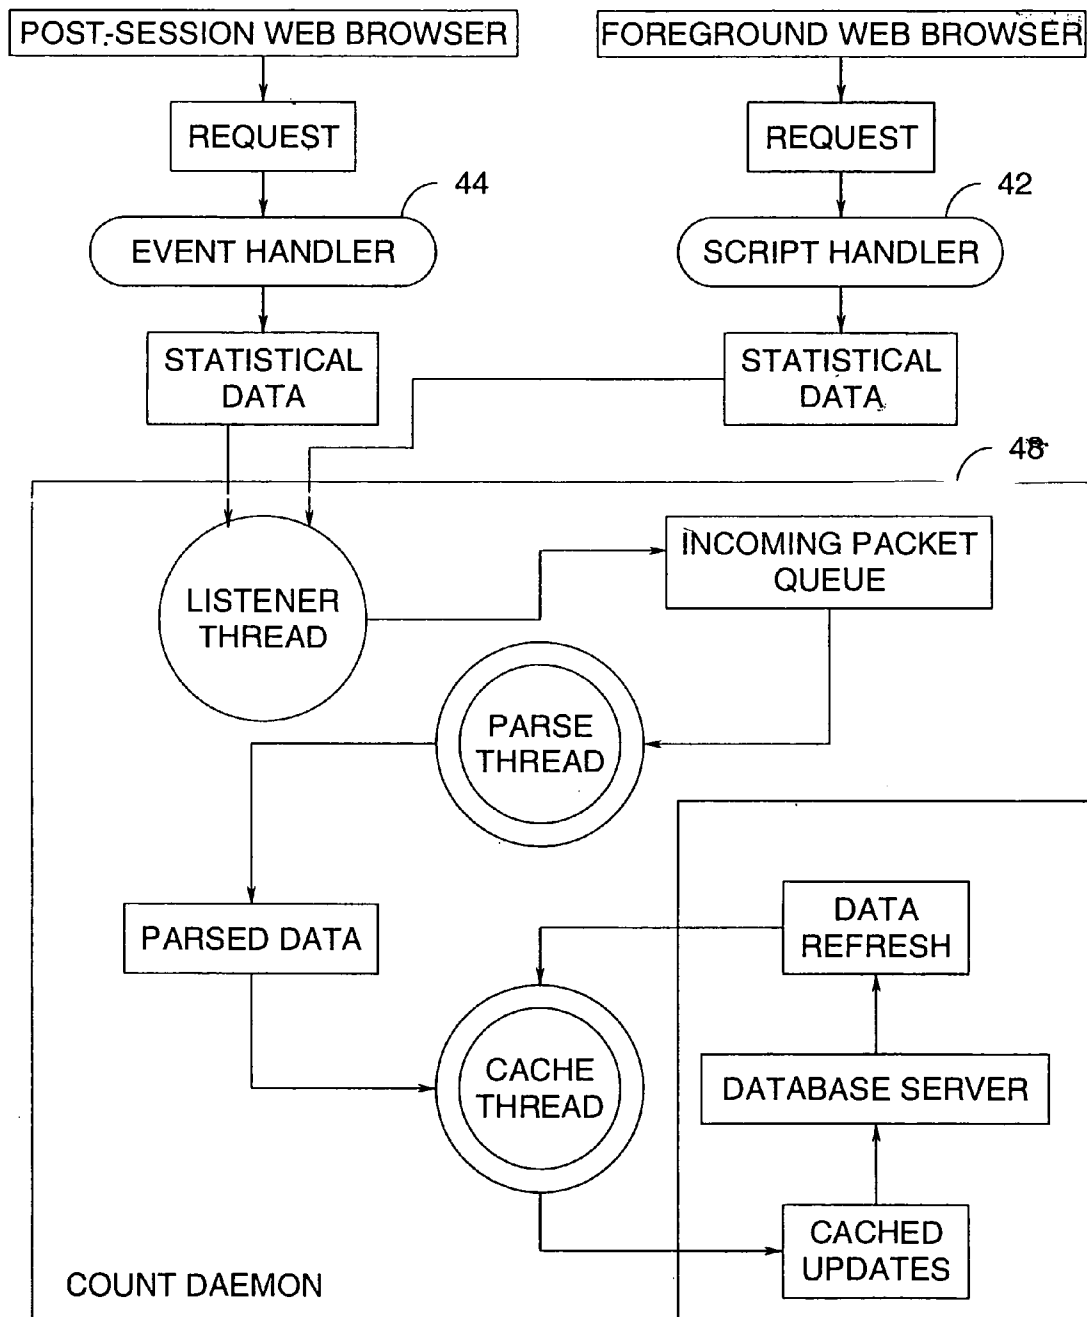 POST-SESSION WEB BROWSER
FOREGROUND WEB BROWSER
REQUEST
REQUEST
44
42
EVENT HANDLER
SCRIPT HANDLER
STATISTICAL
DATA
STATISTICAL
DATA
48
LISTENER
THREAD
INCOMING PACKET
QUEUE
PARSE
THREAD
PARSED DATA
DATA
REFRESH
CACHE
THREAD
DATABASE SERVER
CACHED
UPDATES
COUNT DAEMON